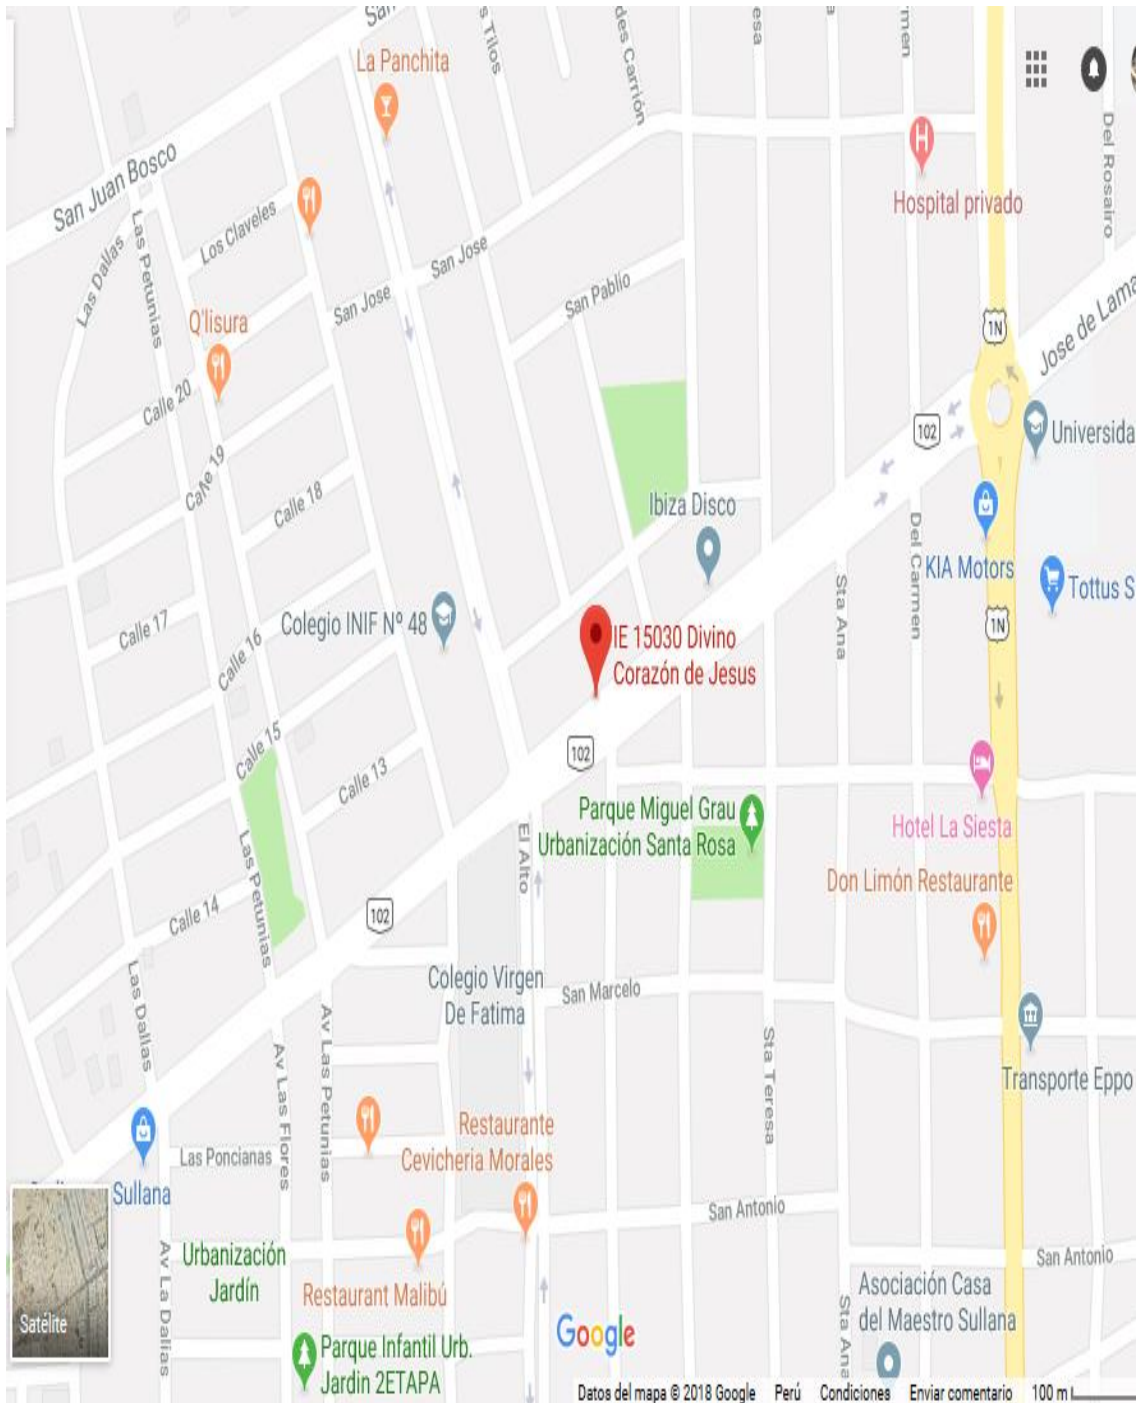 San
s Tilos
des Carrión
esa
rmen
La Panchita
Del Rosairo
San Juan Bosco
Hospital privado
Las Dallas
Las Petunias
Los Claveles
San Jose
San Jose
San Pablio
1N
Jose de Lama
Q'lisura
Calle 20
102
Universida
Calle 19
Calle 18
Ibiza Disco
Del Carmen
KIA Motors
Tottus S
Sta Ana
1N
Calle 17
Calle 16
Colegio INIF Nº 48
IE 15030 Divino
Corazón de Jesus
102
Calle 15
Calle 13
Parque Miguel Grau
Urbanización Santa Rosa
Hotel La Siesta
El Alto
Las Petunias
Don Limón Restaurante
Calle 14
102
Colegio Virgen
De Fatima
San Marcelo
Las Dallas
Av Las Flores
Av Las Petunias
Sta Teresa
Transporte Eppo
Restaurante
Cevicheria Morales
Las Poncianas
Sullana
San Antonio
Urbanización
Jardín
Av La Dalias
San Antonio
Restaurant Malibú
Asociación Casa
del Maestro Sullana
Sta Ana
Satélite
Google
Parque Infantil Urb.
Jardin 2ETAPA
Datos del mapa © 2018 Google Perú Condiciones Enviar comentario 100 m